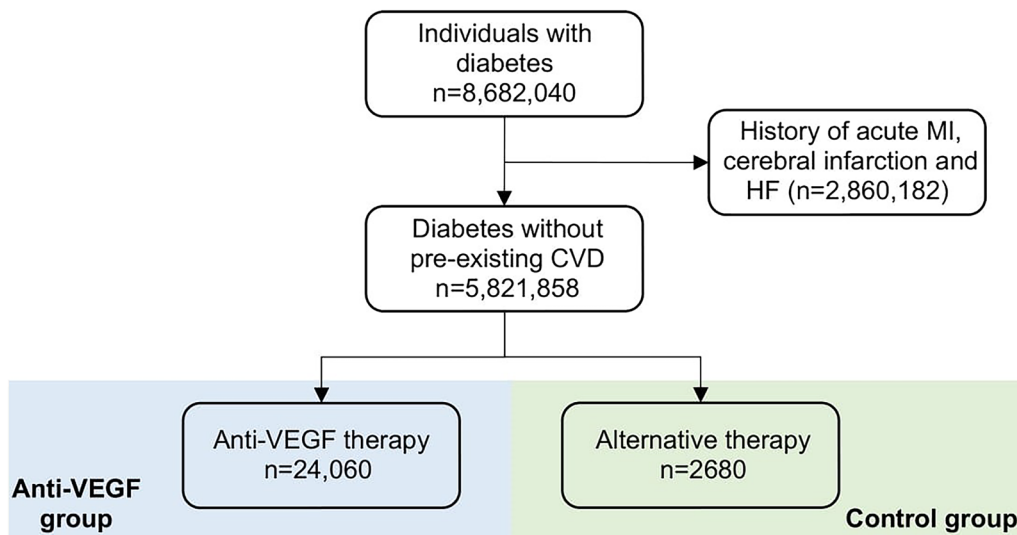 Individuals with
diabetes
n=8,682,040
History of acute MI,
cerebral infarction and
HF (n=2,860,182)
Diabetes without
pre-existing CVD
n=5,821,858
Anti-VEGF therapy
n=24,060
Alternative therapy
n=2680
Anti-VEGF
group
Control group